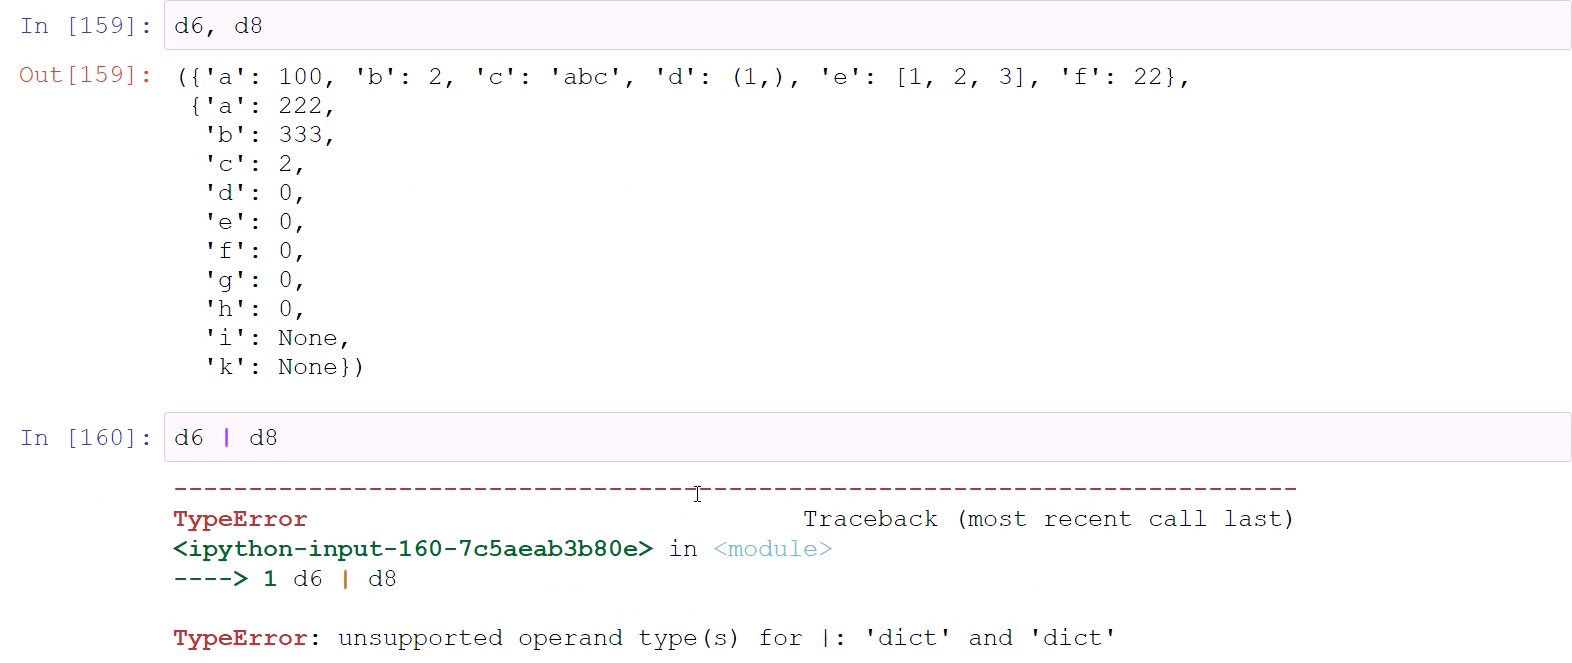 In [159]: d6, d8
Out[159]: ({'a': 100, 'b': 2, 'c': 'abc', 'd': (1,), 'e': [1, 2, 3], 'f': 22},
{'a': 222,
'b': 333,
'c': 2,
'd': 0,
'e': 0,
'f': 0,
'g': 0,
'h': 0,
'i': None,
'k': None})
In [160]: d6 | d8
---------------------------------------------------------------------------
TypeError Traceback (most recent call last)
<ipython-input-160-7c5aeab3b80e> in <module>
----> 1 d6 | d8
TypeError: unsupported operand type(s) for |: 'dict' and 'dict'